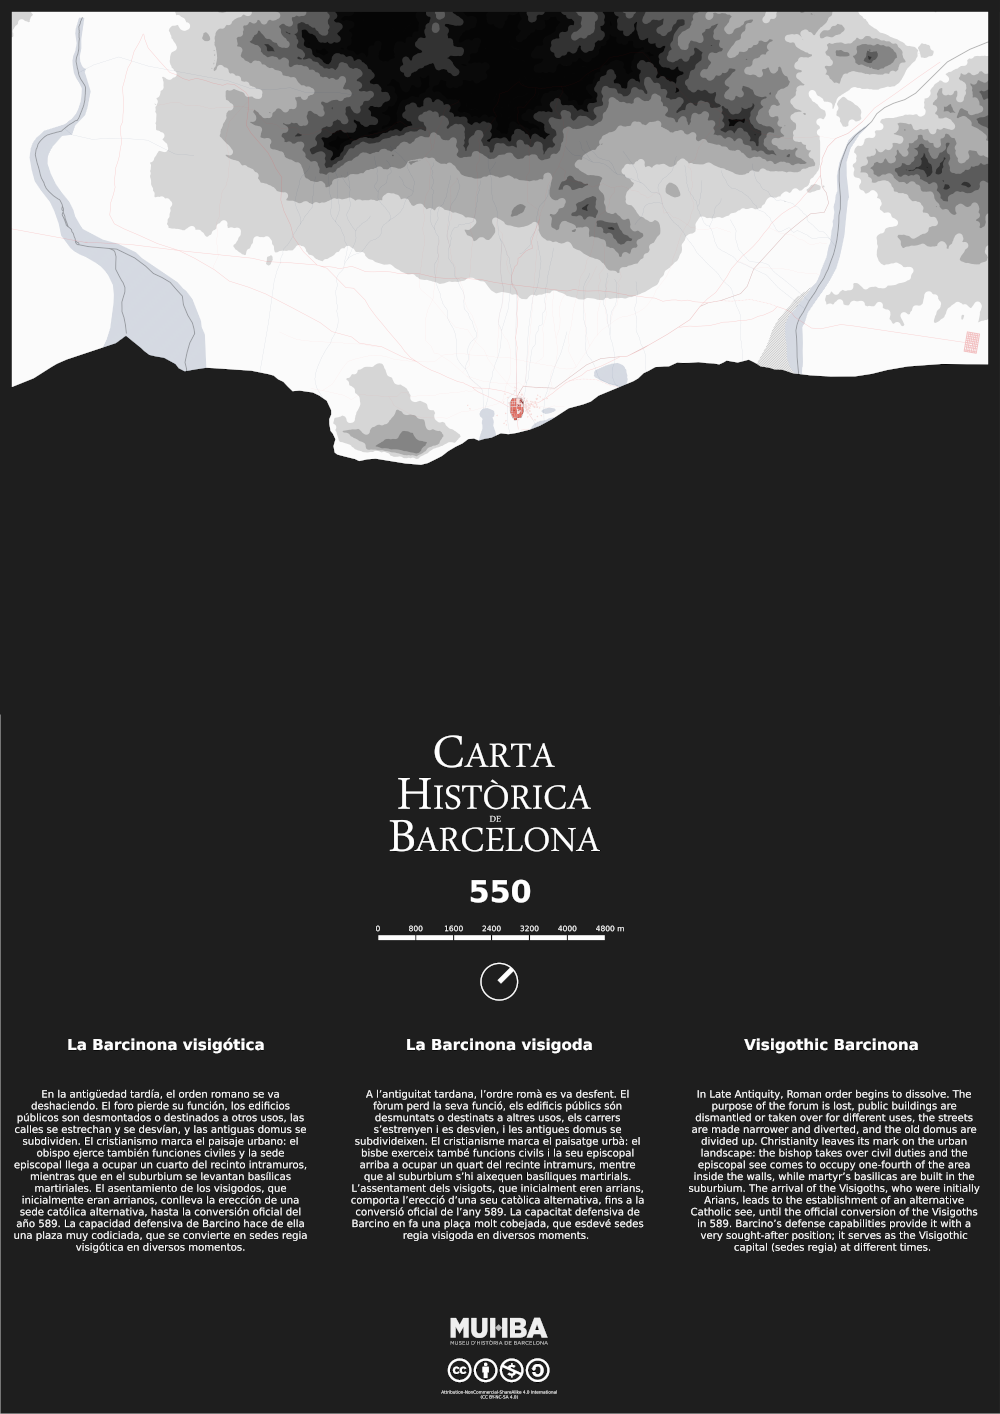 CARTA
HISTÒRICA
DE
BARCELONA
550
0 800 1600 2400 3200 4000 4800 m
La Barcinona visigótica
En la antigüedad tardía, el orden romano se va
deshaciendo. El foro pierde su función, los edificios
públicos son desmontados o destinados a otros usos, las
calles se estrechan y se desvían, y las antiguas domus se
subdividen. El cristianismo marca el paisaje urbano: el
obispo ejerce también funciones civiles y la sede
episcopal llega a ocupar un cuarto del recinto intramuros,
mientras que en el suburbium se levantan basílicas
martiriales. El asentamiento de los visigodos, que
inicialmente eran arrianos, conlleva la erección de una
sede católica alternativa, hasta la conversión oficial del
año 589. La capacidad defensiva de Barcino hace de ella
una plaza muy codiciada, que se convierte en sedes regia
visigótica en diversos momentos.
La Barcinona visigoda
A l’antiguitat tardana, l’ordre romà es va desfent. El
fòrum perd la seva funció, els edificis públics són
desmuntats o destinats a altres usos, els carrers
s’estrenyen i es desvien, i les antigues domus se
subdivideixen. El cristianisme marca el paisatge urbà: el
bisbe exerceix també funcions civils i la seu episcopal
arriba a ocupar un quart del recinte intramurs, mentre
que al suburbium s’hi aixequen basíliques martirials.
L’assentament dels visigots, que inicialment eren arrians,
comporta l’erecció d’una seu catòlica alternativa, fins a la
conversió oficial de l’any 589. La capacitat defensiva de
Barcino en fa una plaça molt cobejada, que esdevé sedes
regia visigoda en diversos moments.
Visigothic Barcinona
In Late Antiquity, Roman order begins to dissolve. The
purpose of the forum is lost, public buildings are
dismantled or taken over for different uses, the streets
are made narrower and diverted, and the old domus are
divided up. Christianity leaves its mark on the urban
landscape: the bishop takes over civil duties and the
episcopal see comes to occupy one-fourth of the area
inside the walls, while martyr’s basilicas are built in the
suburbium. The arrival of the Visigoths, who were initially
Arians, leads to the establishment of an alternative
Catholic see, until the official conversion of the Visigoths
in 589. Barcino’s defense capabilities provide it with a
very sought-after position; it serves as the Visigothic
capital (sedes regia) at different times.
MUHBA
MUSEU D'HISTÒRIA DE BARCELONA
cc
Attribution-NonCommercial-ShareAlike 4.0 International
(CC BY-NC-SA 4.0)